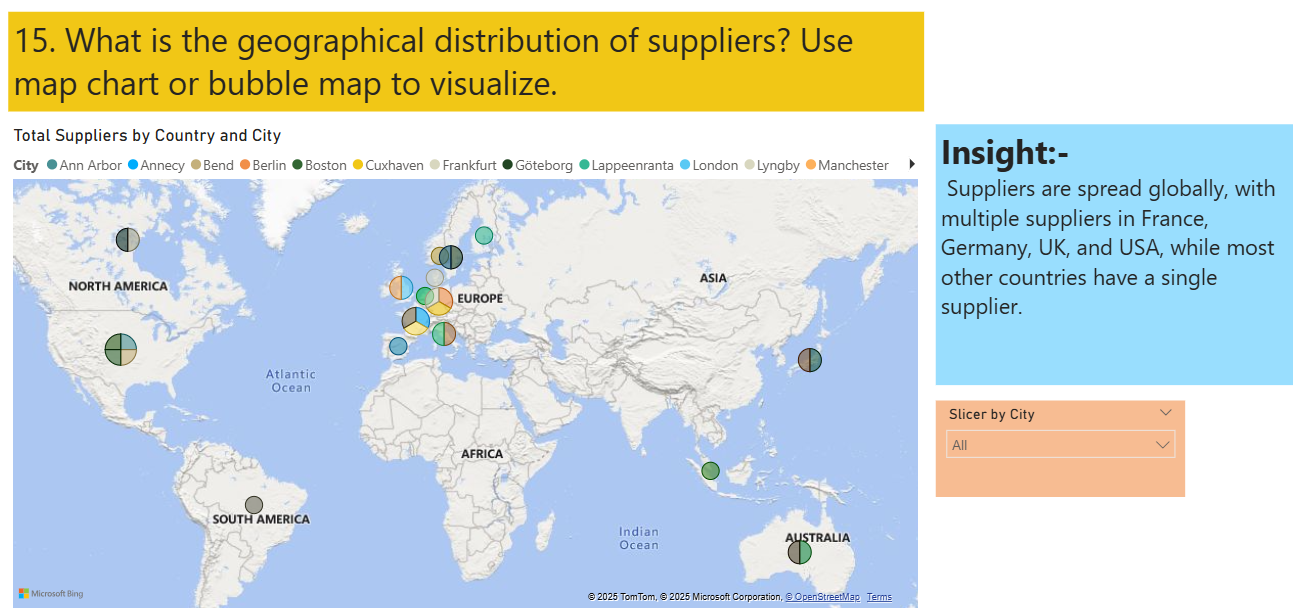 15. What is the geographical distribution of suppliers? Use
map chart or bubble map to visualize.
Total Suppliers by Country and City
City Ann Arbor Annecy Bend Berlin Boston Cuxhaven Frankfurt Göteborg Lappeenranta London Lyngby Manchester
NORTH AMERICA
EUROPE
ASIA
Atlantic
Ocean
AFRICA
SOUTH AMERICA
Indian
Ocean
AUSTRALIA
Microsoft Bing
© 2025 TomTom, © 2025 Microsoft Corporation, © OpenStreetMap Terms
Insight:-
Suppliers are spread globally, with
multiple suppliers in France,
Germany, UK, and USA, while most
other countries have a single
supplier.
Slicer by City
All